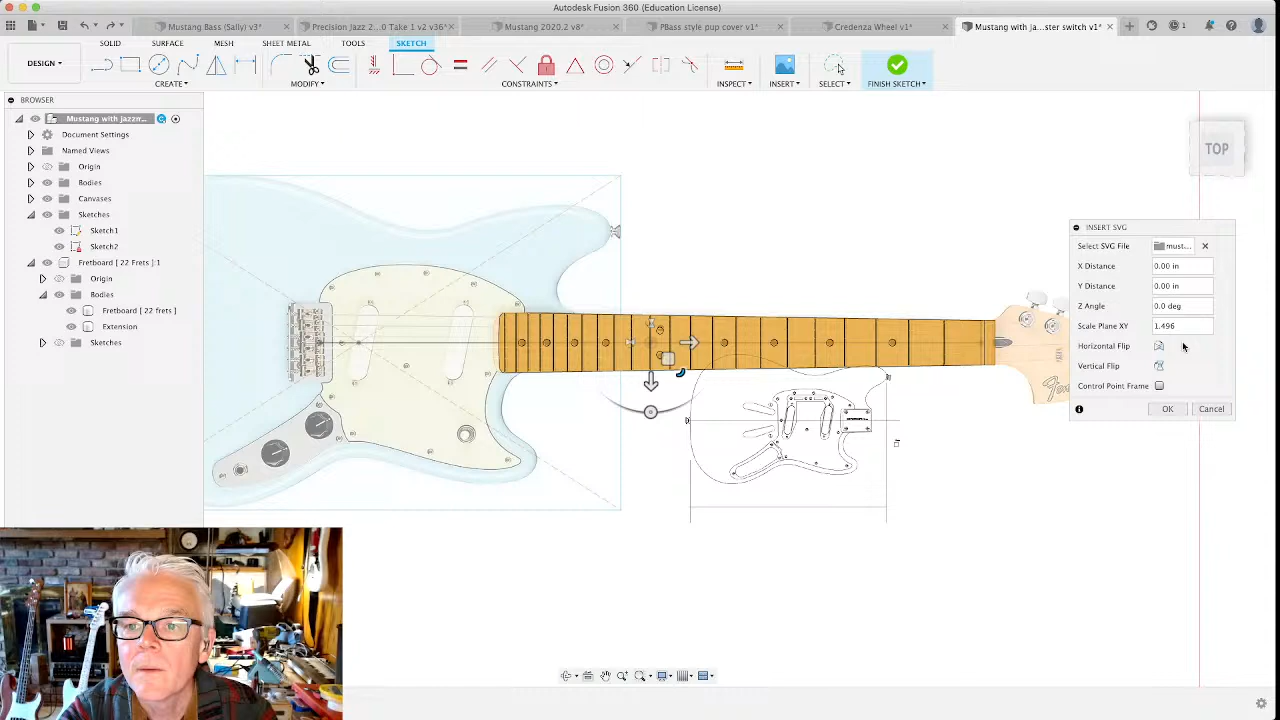 Autodesk Fusion 360 (Education License)
Mustang Bass (Sally) v3*
Precision Jazz 2...0 Take 1 v2 v36*
Mustang 2020.2 v8*
PBass style pup cover v1*
Credenza Wheel v1*
Mustang with ja...ster switch v1*
1
SOLID
SURFACE
MESH
SHEET METAL
TOOLS
SKETCH
DESIGN
CREATE
MODIFY
CONSTRAINTS
INSPECT
INSERT
SELECT
FINISH SKETCH
BROWSER
Mustang with jazzm...
Document Settings
Named Views
Origin
Bodies
Canvases
Sketches
Sketch1
Sketch2
Fretboard [ 22 Frets ]:1
Origin
Bodies
Fretboard [ 22 frets ]
Extension
Sketches
TOP
INSERT SVG
Select SVG File must...
X Distance 0.00 in
Y Distance 0.00 in
Z Angle 0.0 deg
Scale Plane XY 1.496
Horizontal Flip
Vertical Flip
Control Point Frame
OK Cancel